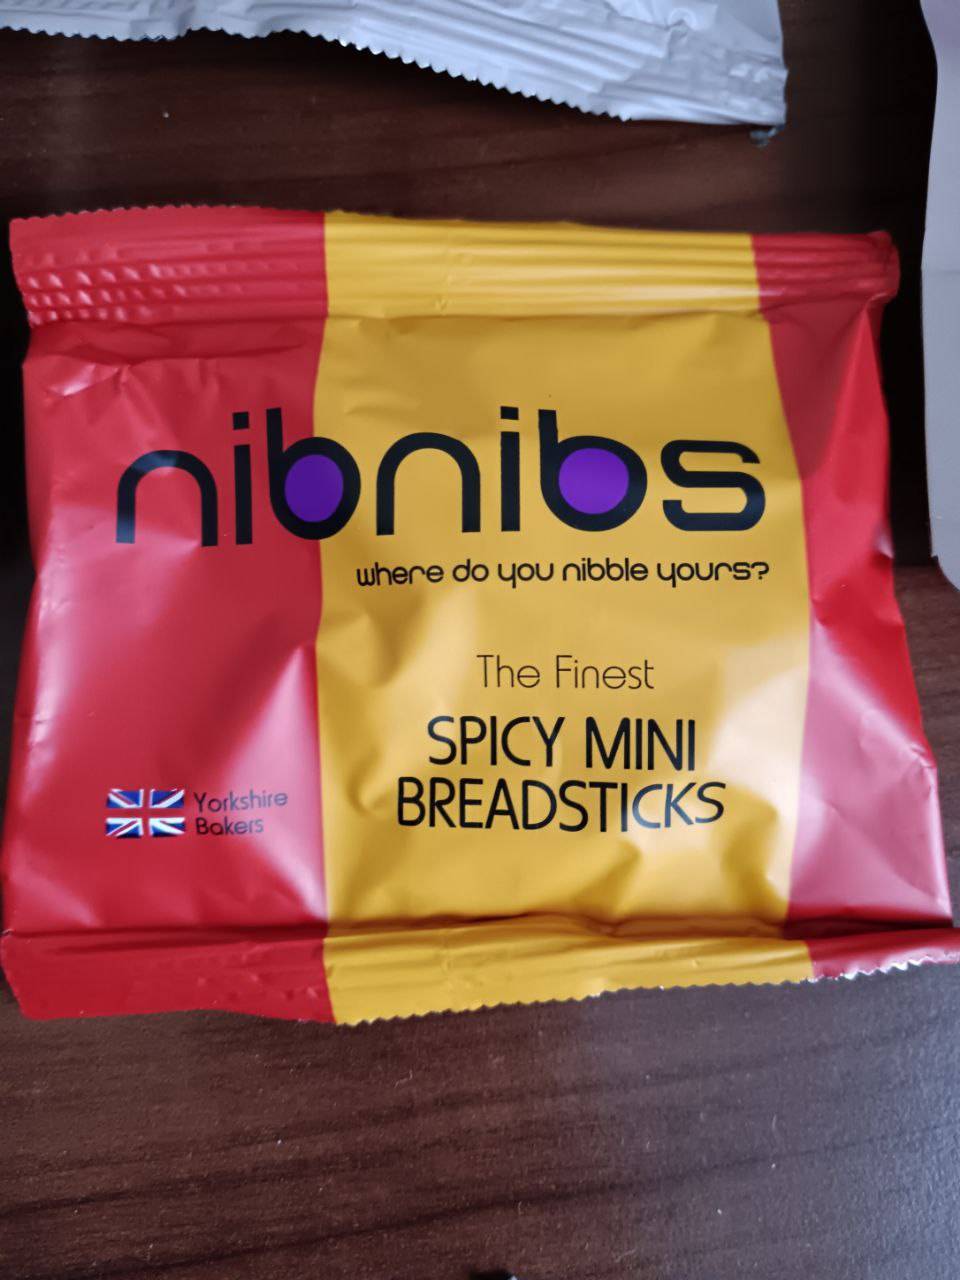 nibnibs
where do you nibble yours?
The Finest
SPICY MINI
BREADSTICKS
Yorkshire
Bakers